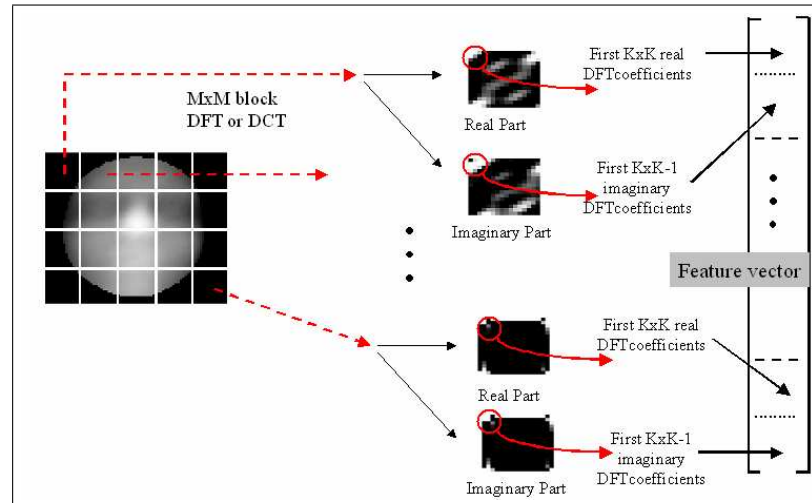 MxM block
DFT or DCT
First KxK real
DFTcoefficients
Real Part
First KxK-1
imaginary
DFTcoefficients
Imaginary Part
Feature vector
First KxK real
DFTcoefficients
Real Part
First KxK-1
imaginary
DFTcoefficients
Imaginary Part